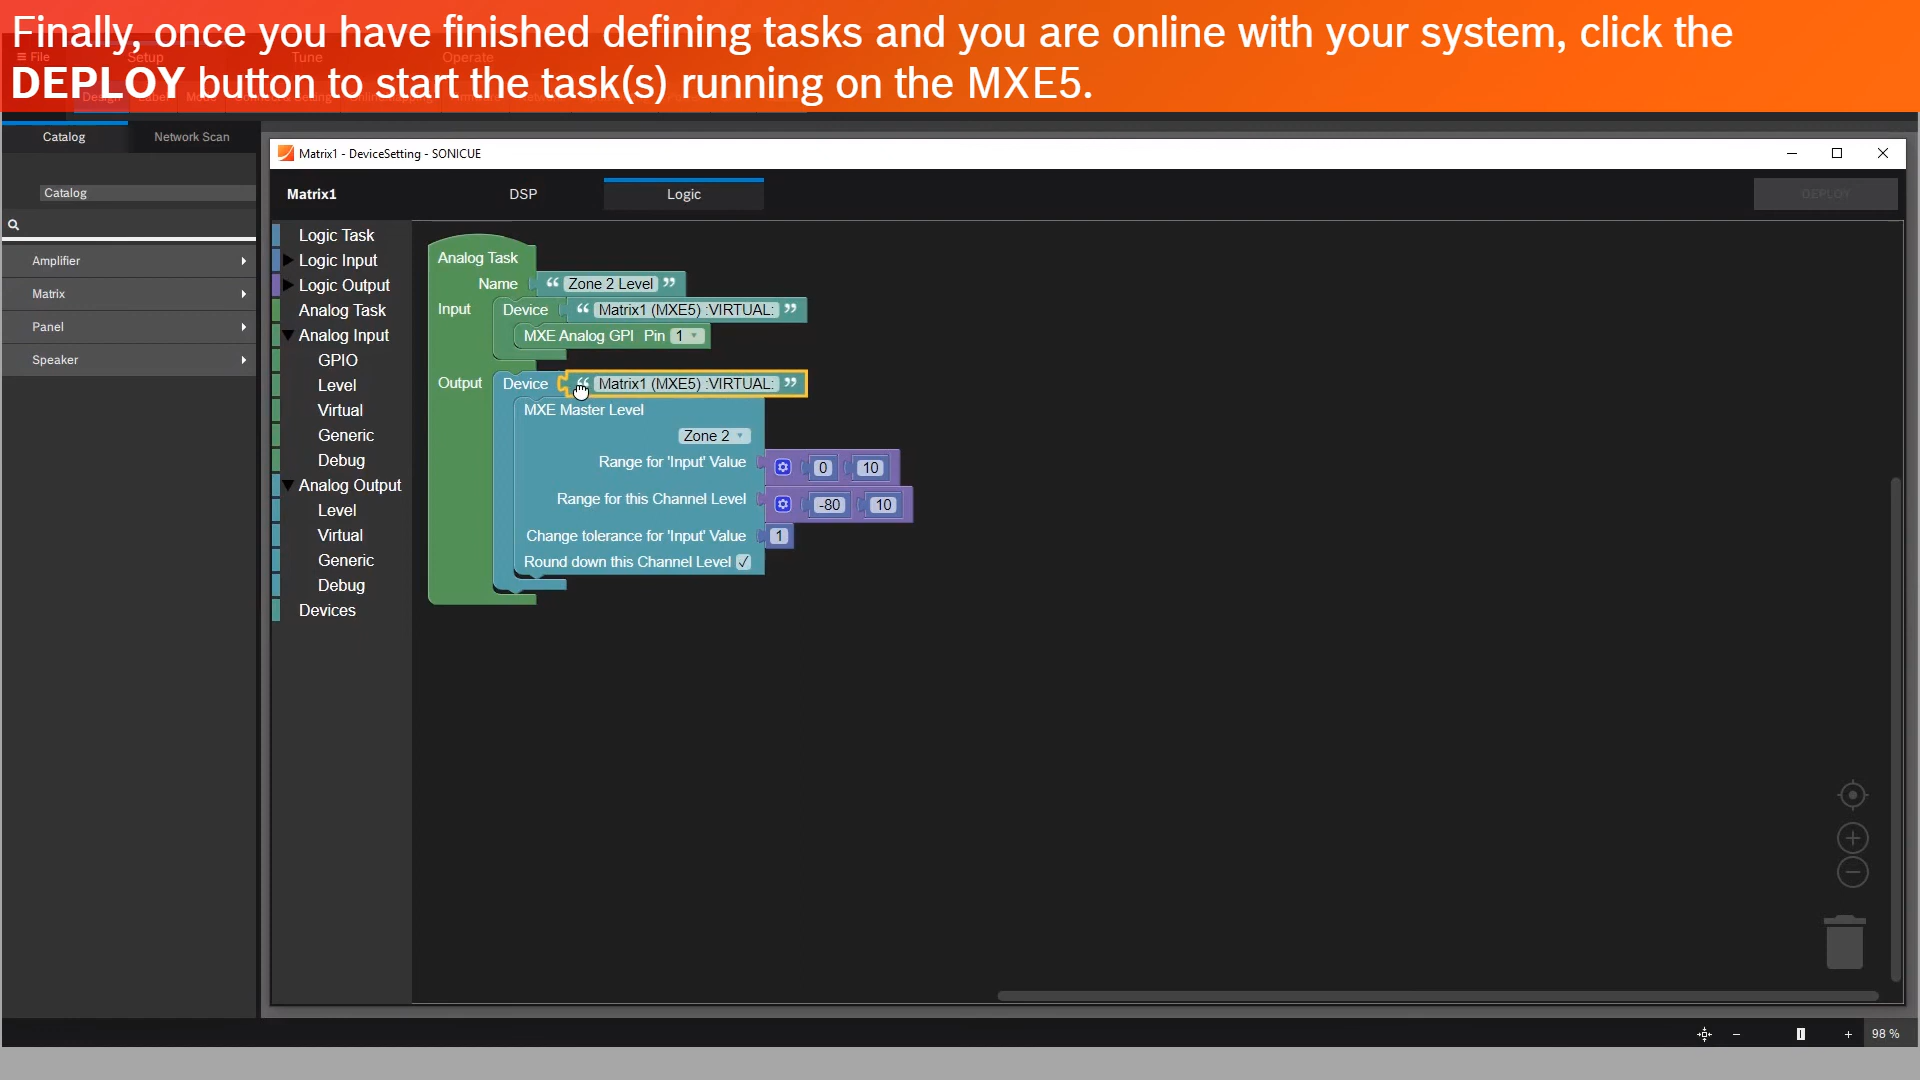 Finally, once you have finished defining tasks and you are online with your system, click the
DEPLOY button to start the task(s) running on the MXE5.
File
Setup
Tune
Operate
Catalog
Network Scan
Catalog
Amplifier
Matrix
Panel
Speaker
Matrix1 - DeviceSetting - SONICUE
Matrix1
DSP
Logic
DEPLOY
Logic Task
Logic Input
Logic Output
Analog Task
Analog Input
GPIO
Level
Virtual
Generic
Debug
Analog Output
Level
Virtual
Generic
Debug
Devices
Analog Task
Name “ Zone 2 Level ”
Input Device “ Matrix1 (MXE5) :VIRTUAL: ”
MXE Analog GPI Pin 1
Output Device “ Matrix1 (MXE5) :VIRTUAL: ”
MXE Master Level
Zone 2
Range for 'Input' Value 0 10
Range for this Channel Level -80 10
Change tolerance for 'Input' Value 1
Round down this Channel Level ✓
98 %